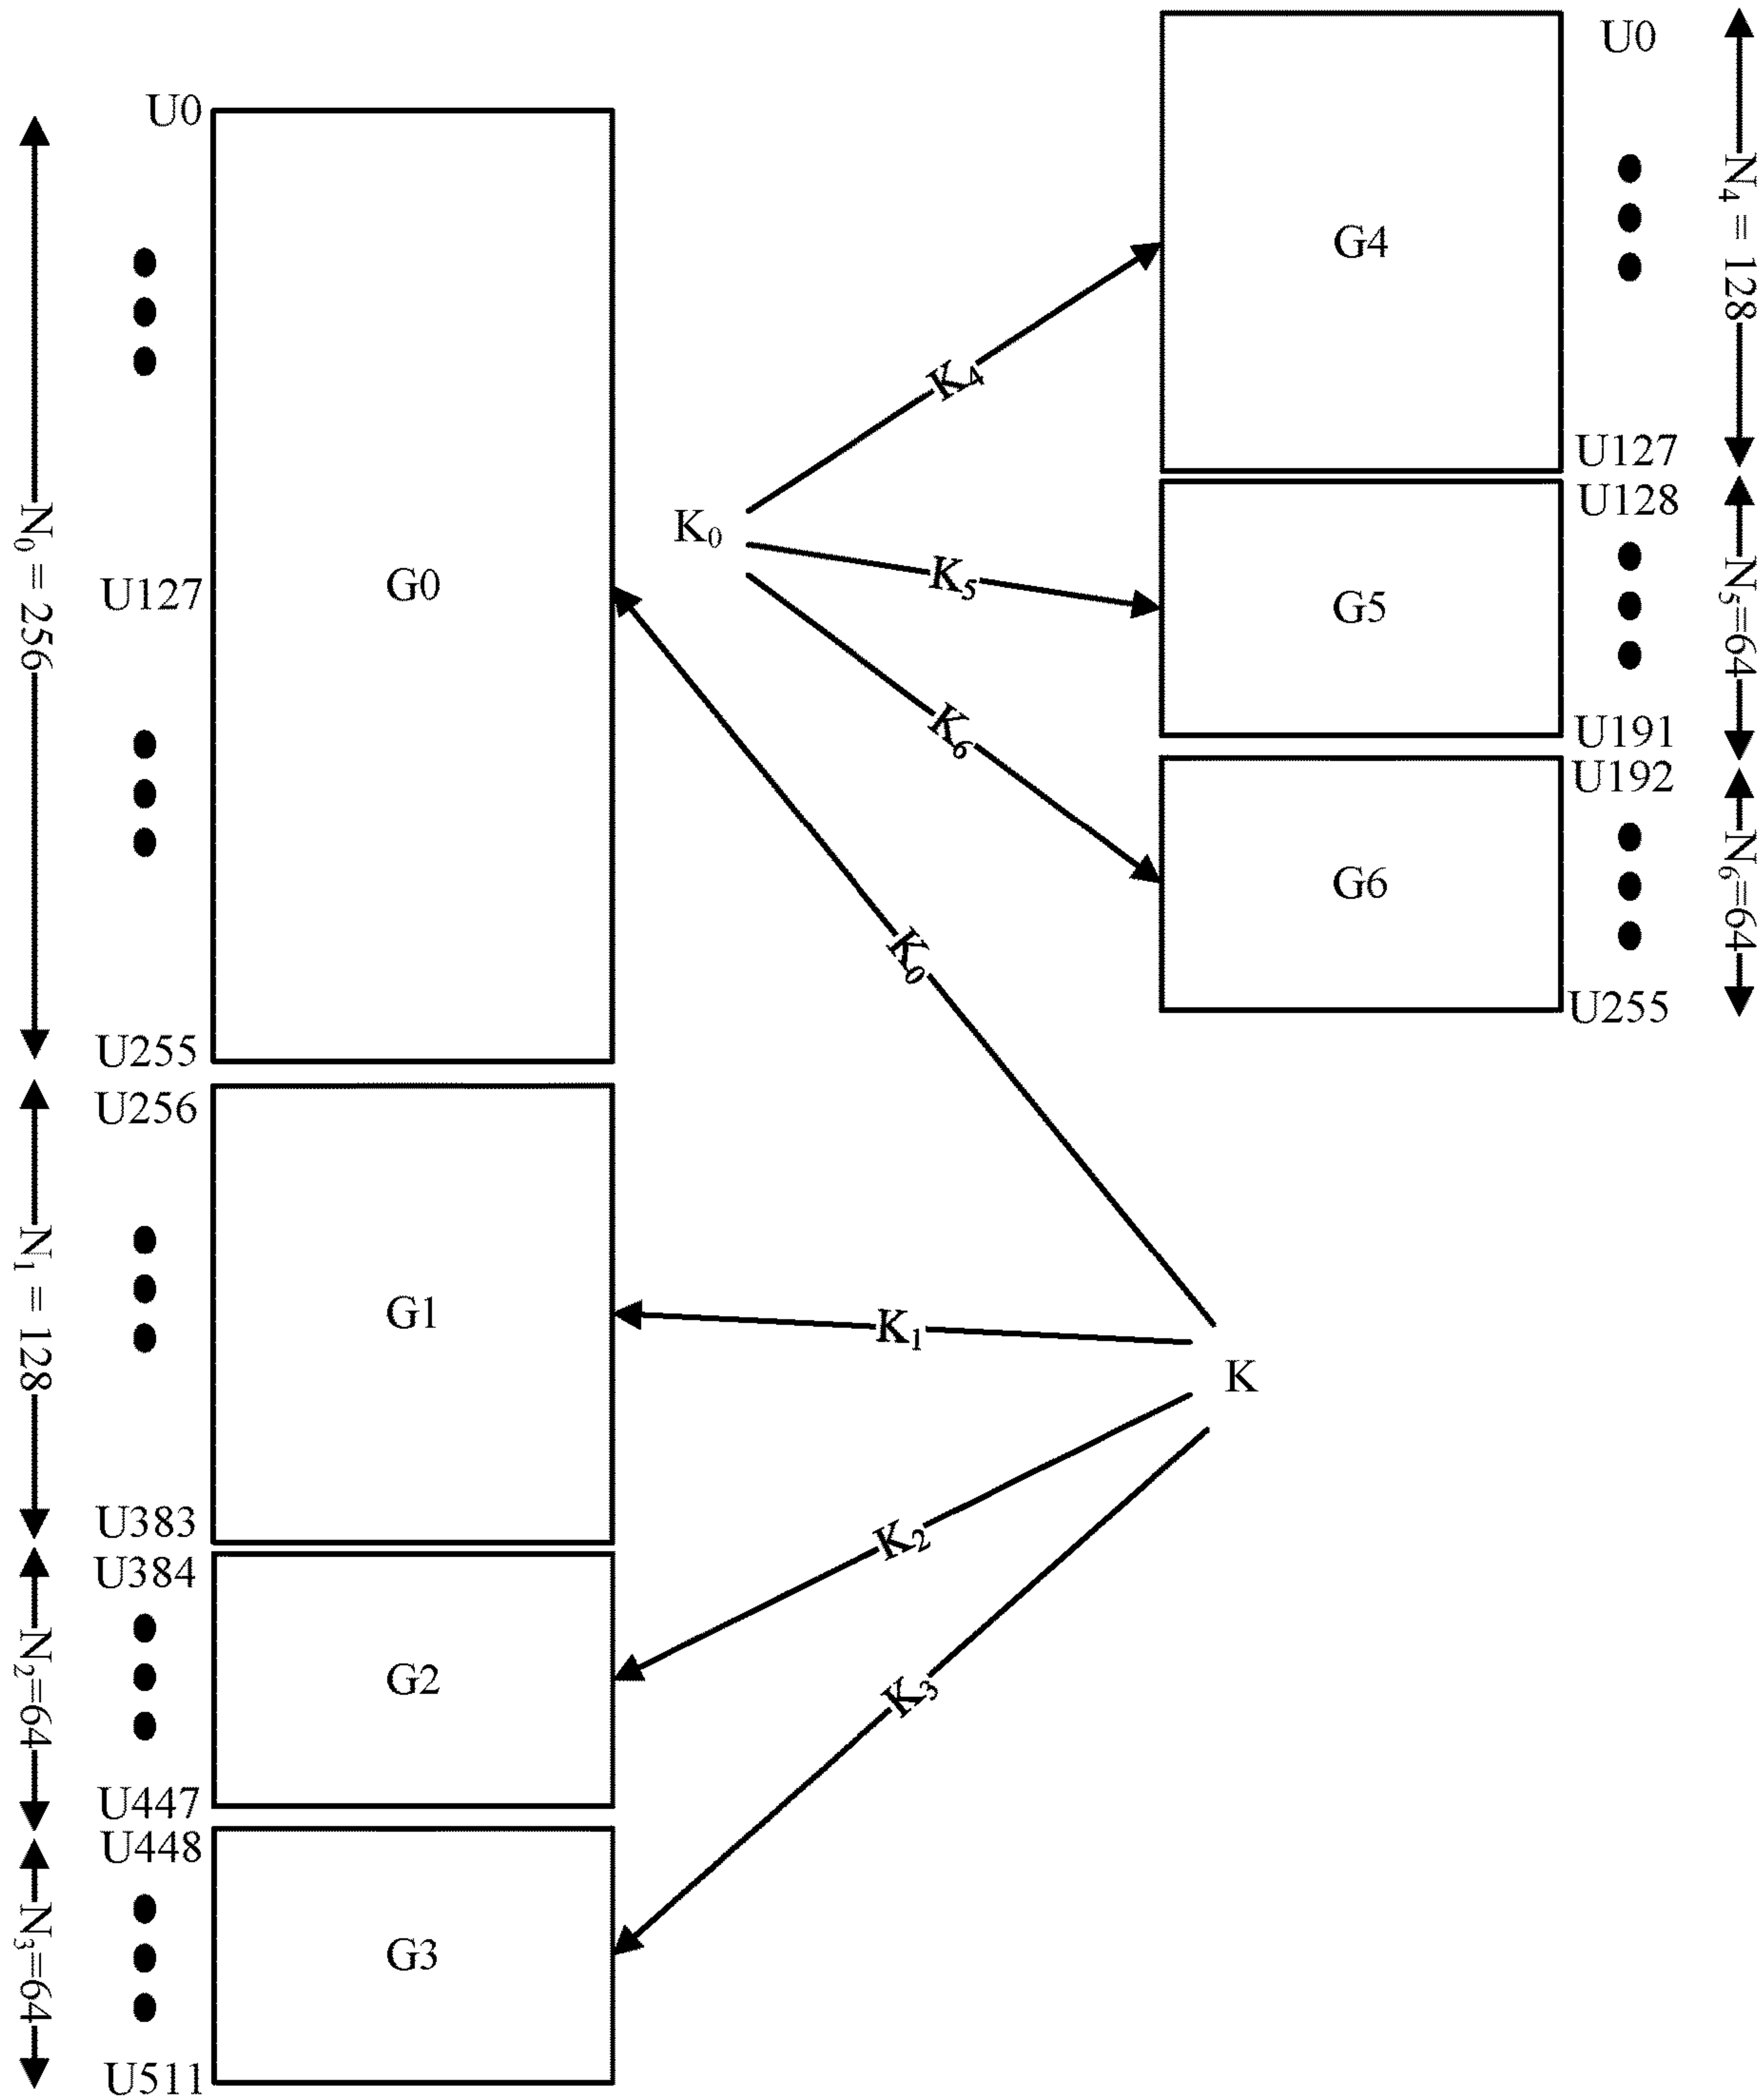 U0
U127
U255
N₀ = 256
G0
U256
U383
N₁ = 128
G1
U384
U447
N₂=64
G2
U448
U511
N₃=64
G3
K
K₀
K₁
K₂
K₃
K₀
K₄
K₅
K₆
U0
U127
N₄ = 128
G4
U128
U191
N₅=64
G5
U192
U255
N₆=64
G6